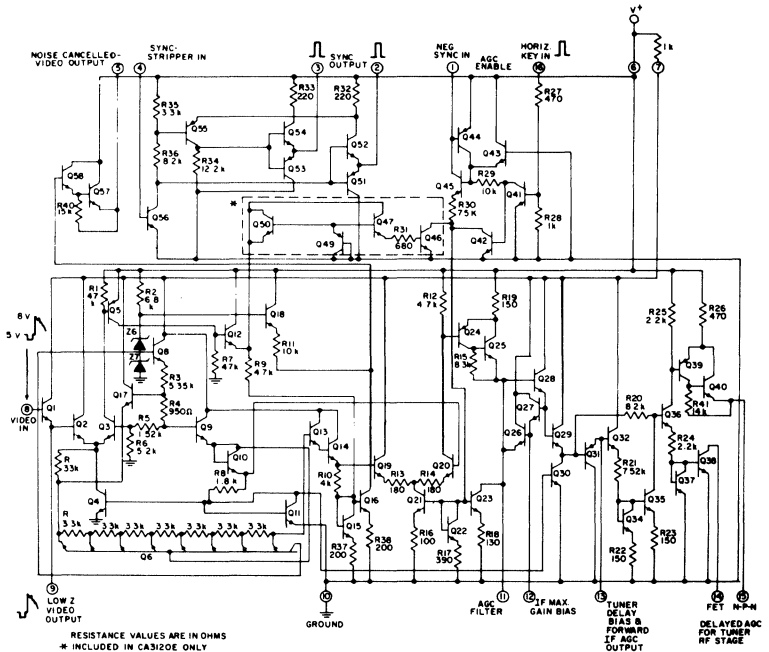 V+
1 k
NOISE CANCELLED-
VIDEO OUTPUT
5
SYNC-
STRIPPER IN
4
3
SYNC
OUTPUT
2
NEG
SYNC IN
1
AGC
ENABLE
HORIZ.
KEY IN
16
6
7
R35
3.3k
R33
220
R32
220
R27
470
Q55
Q54
Q52
Q44
Q43
R36
8.2k
R34
12.2k
Q53
Q51
Q58
Q57
R40
15k
Q56
Q45
R29
10k
Q41
R30
75K
R28
1k
*
Q50
Q47
R31
680
Q46
Q49
Q42
R1
47
k
Q5
R2
6.8
k
Q18
R12
4.7k
R19
150
R25
2.2k
R26
470
8 V
5 V
Z6
Q8
Z7
Q12
R11
10k
R7
47k
R9
4.7k
Q24
Q25
R15
8.3k
Q28
Q39
Q40
R41
14k
R3
5.35k
Q17
R4
950Ω
8
VIDEO
IN
Q1
Q2
Q3
R5
1.52k
R6
5.2k
Q9
Q13
Q14
Q27
R20
8.2k
Q36
R
33k
Q10
R8
1.8k
R10
4k
Q19
R13
180
R14
180
Q20
Q26
Q29
Q30
Q31
Q32
R24
2.2k
Q38
Q37
Q4
Q11
Q16
Q15
Q21
Q22
Q23
R21
7.52k
Q34
Q35
R
3.3k
3.3k
3.3k
3.3k
3.3k
3.3k
3.3k
Q6
R37
200
R38
200
R16
100
R17
390
R18
130
R22
150
R23
150
9
LOW Z
VIDEO
OUTPUT
10
GROUND
11
AGC
FILTER
12
IF MAX.
GAIN BIAS
13
TUNER
DELAY
BIAS &
FORWARD
IF AGC
OUTPUT
14
FET
15
N-P-N
DELAYED AGC
FOR TUNER
RF STAGE
RESISTANCE VALUES ARE IN OHMS
* INCLUDED IN CA3120E ONLY